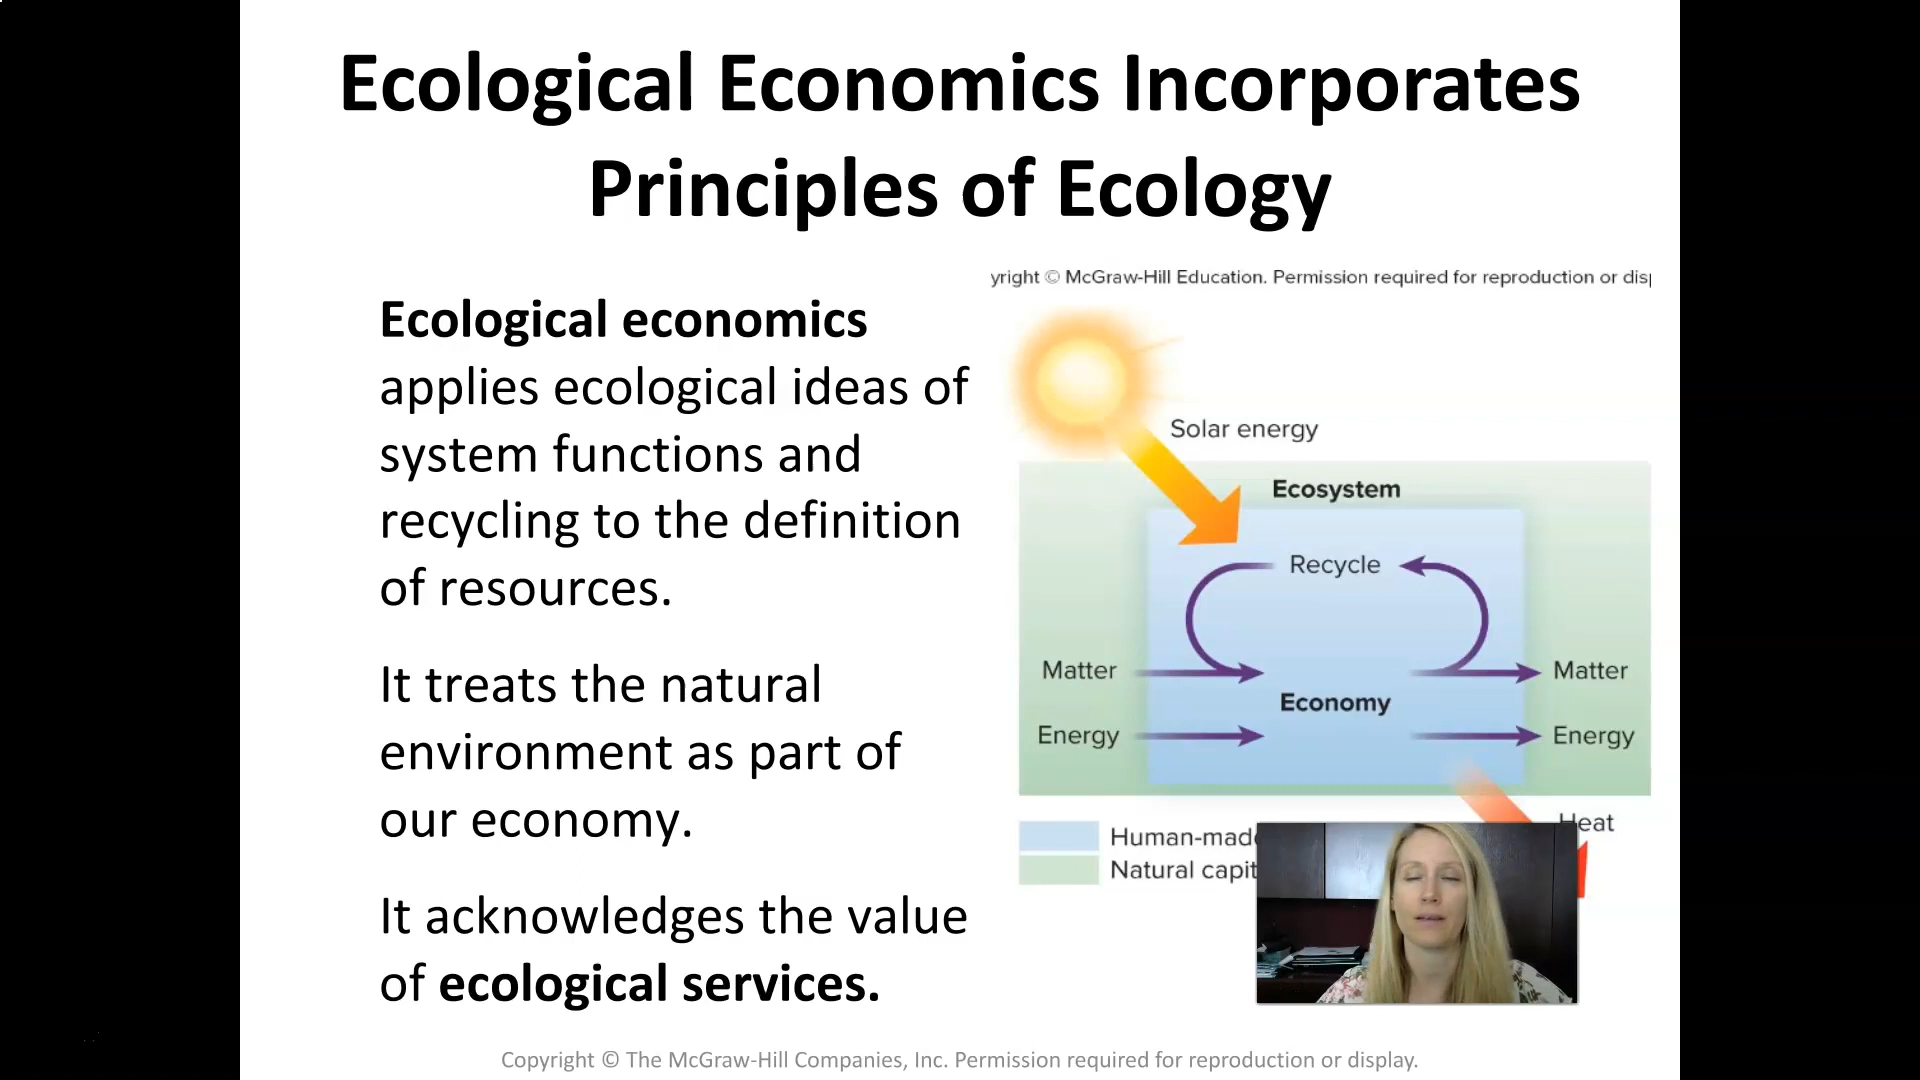 Ecological Economics Incorporates
Principles of Ecology
Ecological economics
applies ecological ideas of
system functions and
recycling to the definition
of resources.
It treats the natural
environment as part of
our economy.
It acknowledges the value
of ecological services.
yright © McGraw-Hill Education. Permission required for reproduction or disp
Solar energy
Ecosystem
Recycle
Matter Matter
Economy
Energy Energy
Heat
Human-made
Natural capit
Copyright © The McGraw-Hill Companies, Inc. Permission required for reproduction or display.